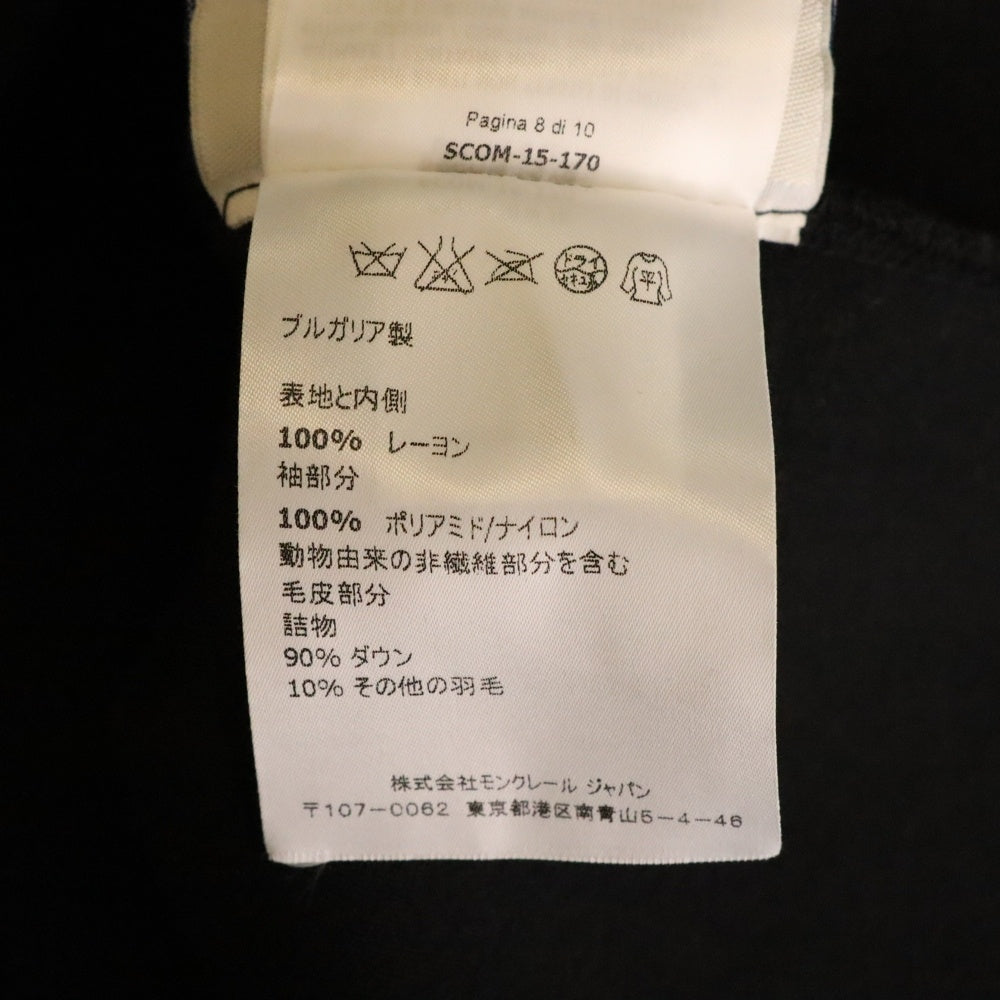 Pagina 8 di 10
SCOM-15-170
ドライ
平
ブルガリア製
表地と内側
100% レーヨン
袖部分
100% ポリアミド/ナイロン
動物由来の非繊維部分を含む
毛皮部分
詰物
90% ダウン
10% その他の羽毛
株式会社モンクレール ジャパン
〒107-0062 東京都港区南青山5-4-46